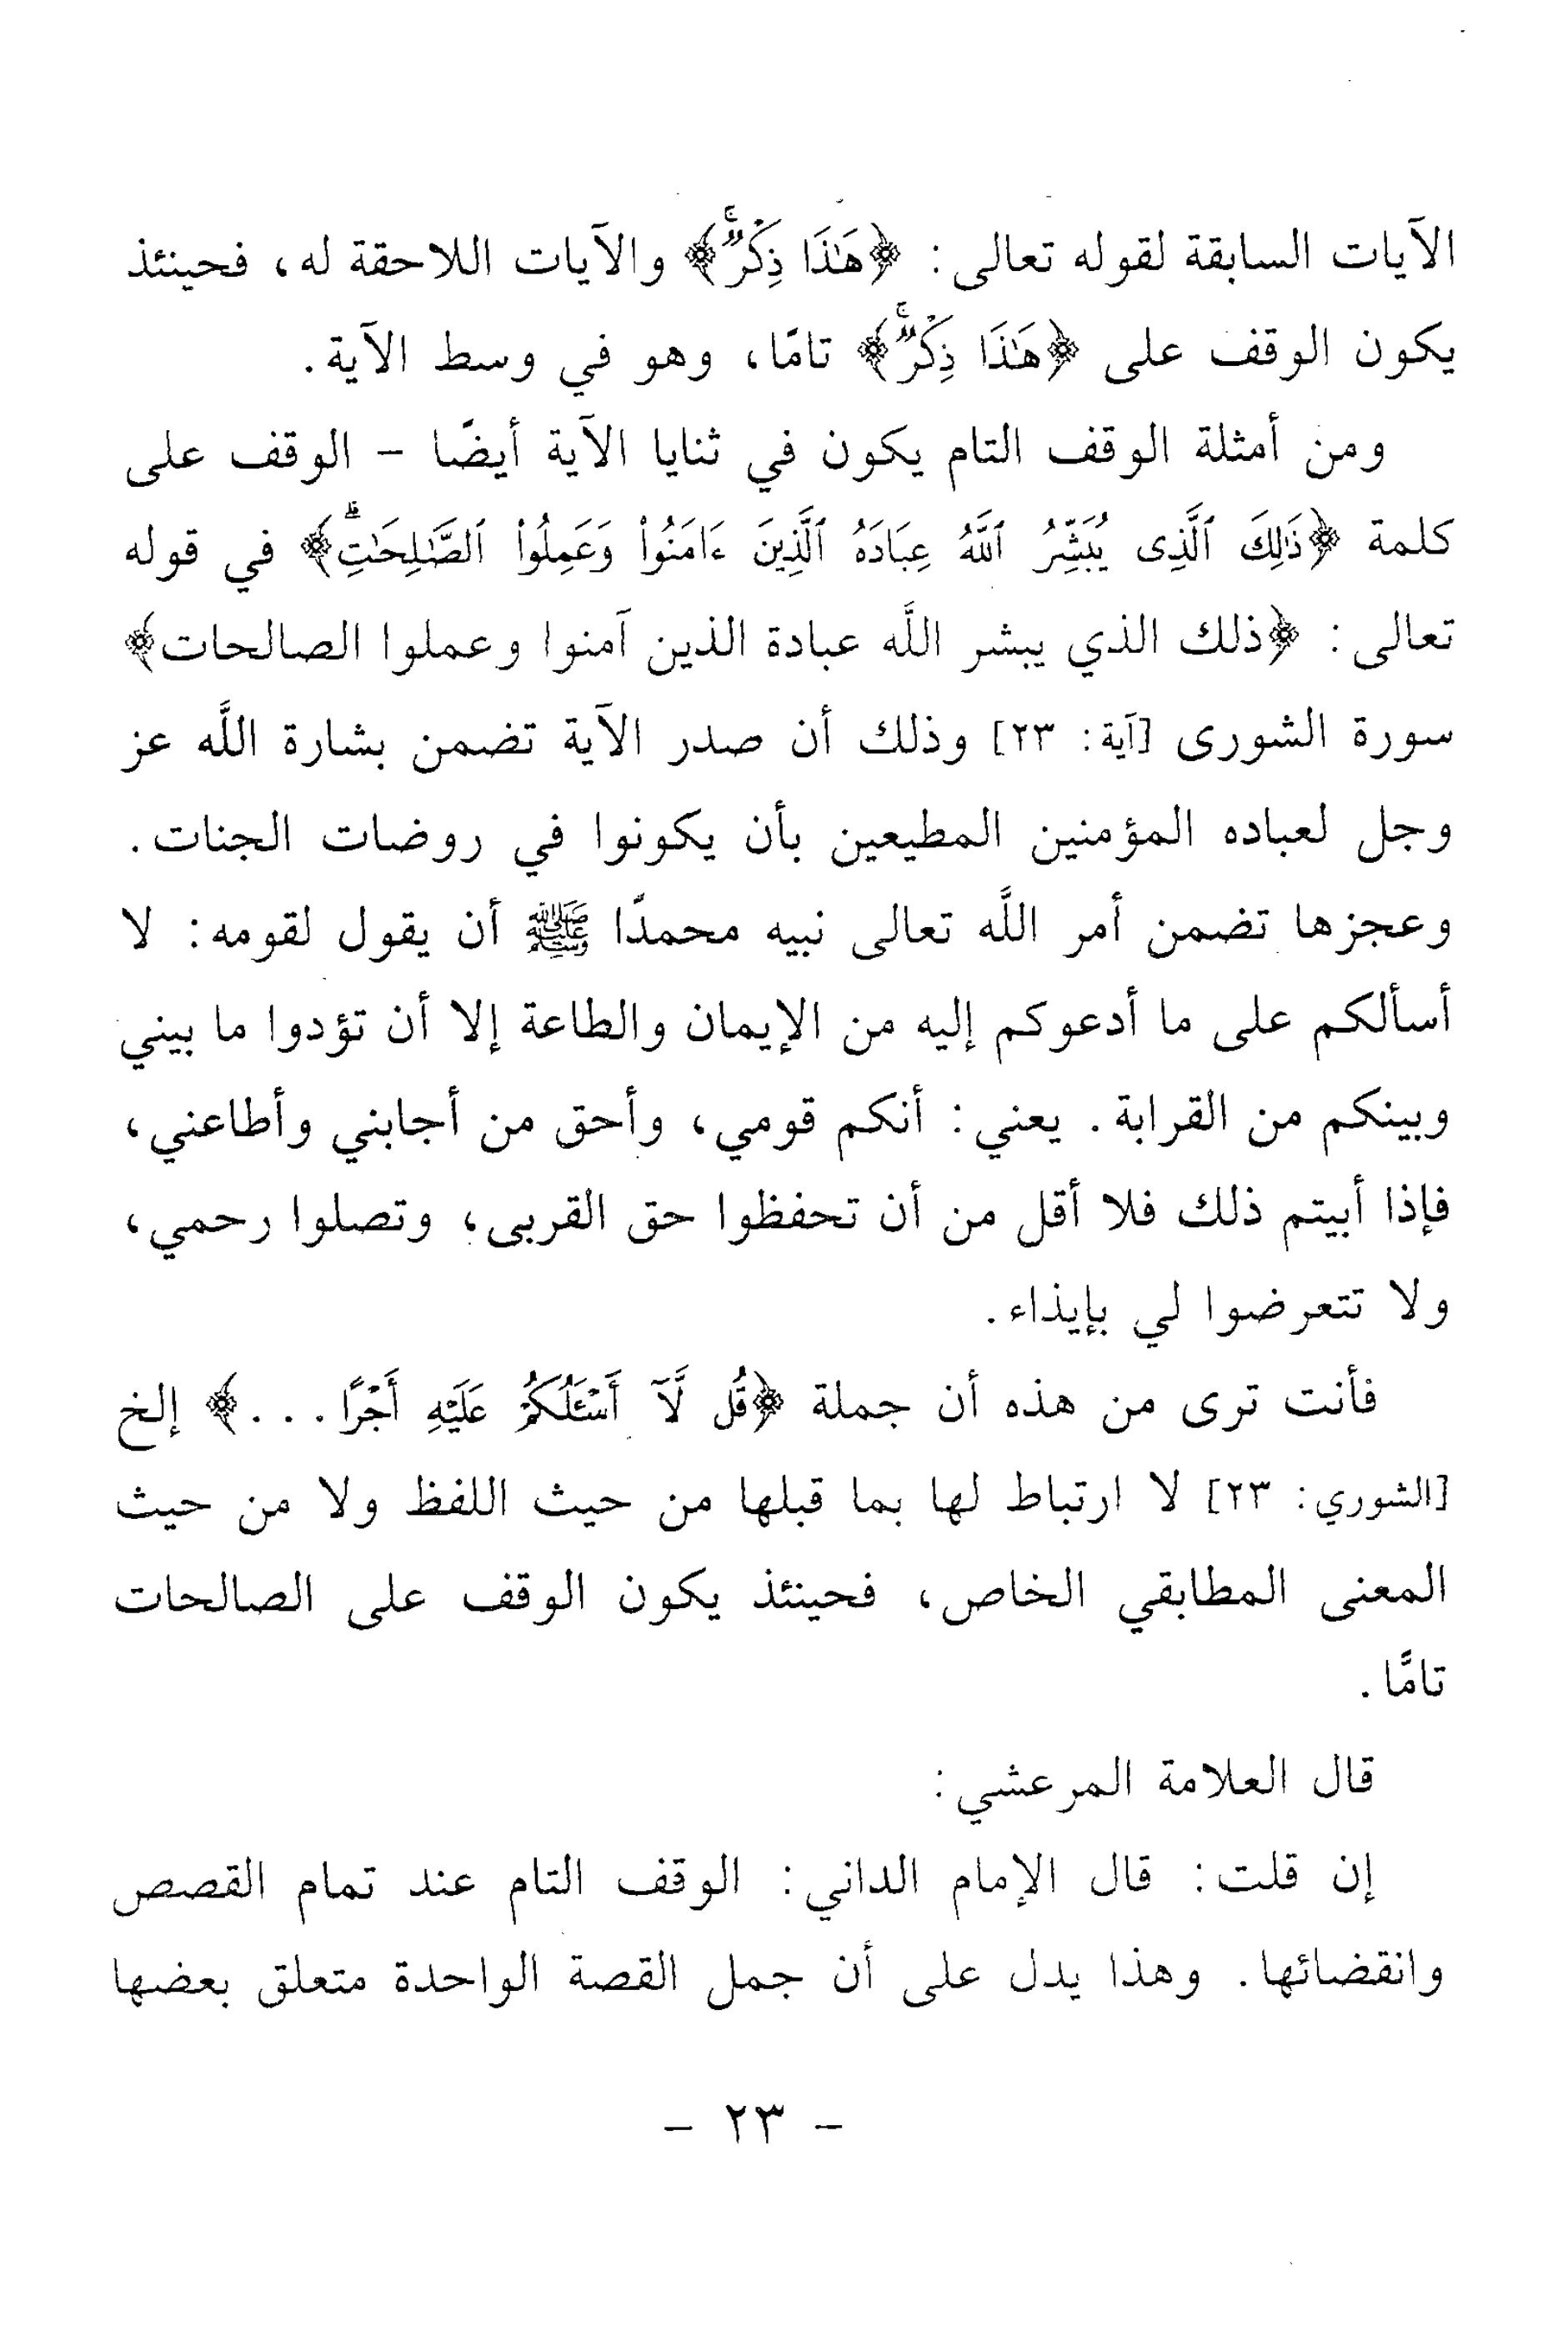 الآيات السابقة لقوله تعالى: ﴿هَٰذَا ذِكۡرٞۚ﴾ والآيات اللاحقة له، فحينئذ
يكون الوقف على ﴿هَٰذَا ذِكۡرٞۚ﴾ تامًا، وهو في وسط الآية.
ومن أمثلة الوقف التام يكون في ثنايا الآية أيضًا – الوقف على
كلمة ﴿ذَٰلِكَ ٱلَّذِى يُبَشِّرُ ٱللَّهُ عِبَادَهُ ٱلَّذِينَ ءَامَنُوا۟ وَعَمِلُوا۟ ٱلصَّٰلِحَٰتِۗ﴾ في قوله
تعالى: ﴿ذلك الذي يبشر اللَّه عبادة الذين آمنوا وعملوا الصالحات﴾
سورة الشورى [آية: ٢٣] وذلك أن صدر الآية تضمن بشارة اللَّه عز
وجل لعباده المؤمنين المطيعين بأن يكونوا في روضات الجنات.
وعجزها تضمن أمر اللَّه تعالى نبيه محمدًا ﷺ أن يقول لقومه: لا
أسألكم على ما أدعوكم إليه من الإيمان والطاعة إلا أن تؤدوا ما بيني
وبينكم من القرابة. يعني: أنكم قومي، وأحق من أجابني وأطاعني،
فإذا أبيتم ذلك فلا أقل من أن تحفظوا حق القربى، وتصلوا رحمي،
ولا تتعرضوا لي بإيذاء.
فأنت ترى من هذه أن جملة ﴿قُل لَّآ أَسۡـَٔلُكُمۡ عَلَيۡهِ أَجۡرًا...﴾ إلخ
[الشوري: ٢٣] لا ارتباط لها بما قبلها من حيث اللفظ ولا من حيث
المعنى المطابقي الخاص، فحينئذ يكون الوقف على الصالحات
تامًّا.
قال العلامة المرعشي:
إن قلت: قال الإمام الداني: الوقف التام عند تمام القصص
وانقضائها. وهذا يدل على أن جمل القصة الواحدة متعلق بعضها
– ٢٣ –